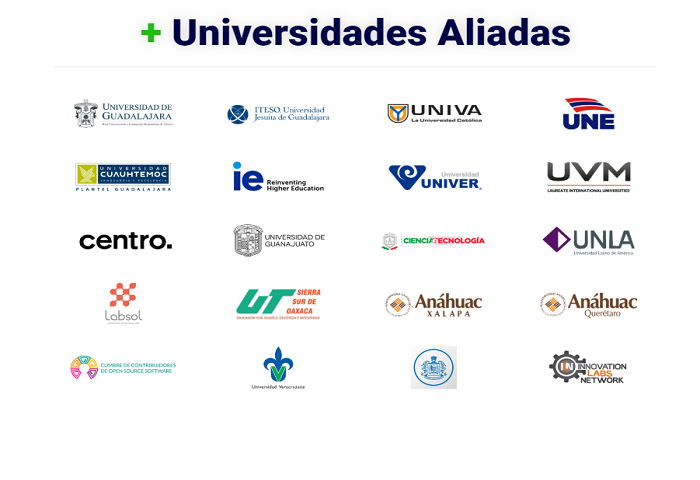 + Universidades Aliadas
UNIVERSIDAD DE
GUADALAJARA
ITESO, Universidad
Jesuita de Guadalajara
UNIVA
La Universidad Católica
UNE
UNIVERSIDAD
CUAUHTEMOC
PLANTEL GUADALAJARA
ie
Reinventing
Higher Education
Universidad
UNIVER
UVM
LAUREATE INTERNATIONAL UNIVERSITIES
centro.
UNIVERSIDAD DE
GUANAJUATO
CIENCIA TECNOLOGÍA
UNLA
Universidad Latina de América
Labsol
UT
SIERRA
SUR DE
OAXACA
Anáhuac
XALAPA
Anáhuac
Querétaro
CUMBRE DE CONTRIBUIDORES
DE OPEN SOURCE SOFTWARE
Universidad Veracruzana
INNOVATION
LABS
NETWORK